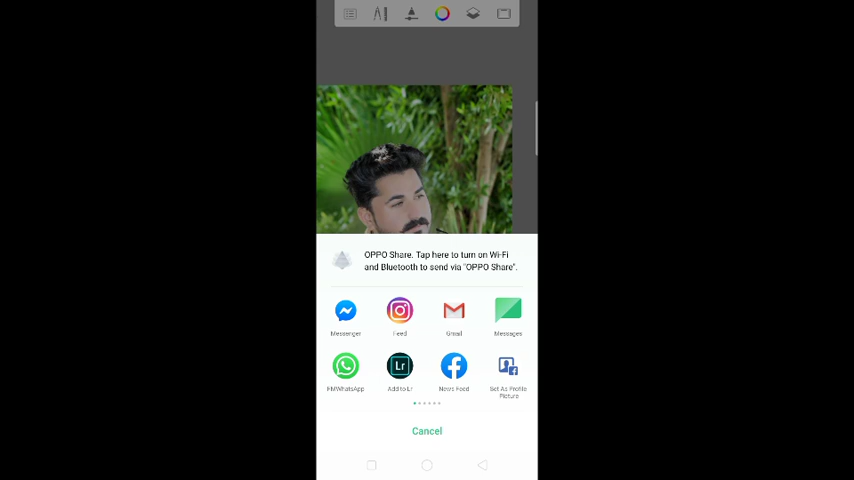 OPPO Share. Tap here to turn on Wi-Fi
and Bluetooth to send via "OPPO Share".
Messenger
Feed
Gmail
Messages
Lr
FMWhatsApp
Add to Lr
News Feed
Set As Profile
Picture
Cancel